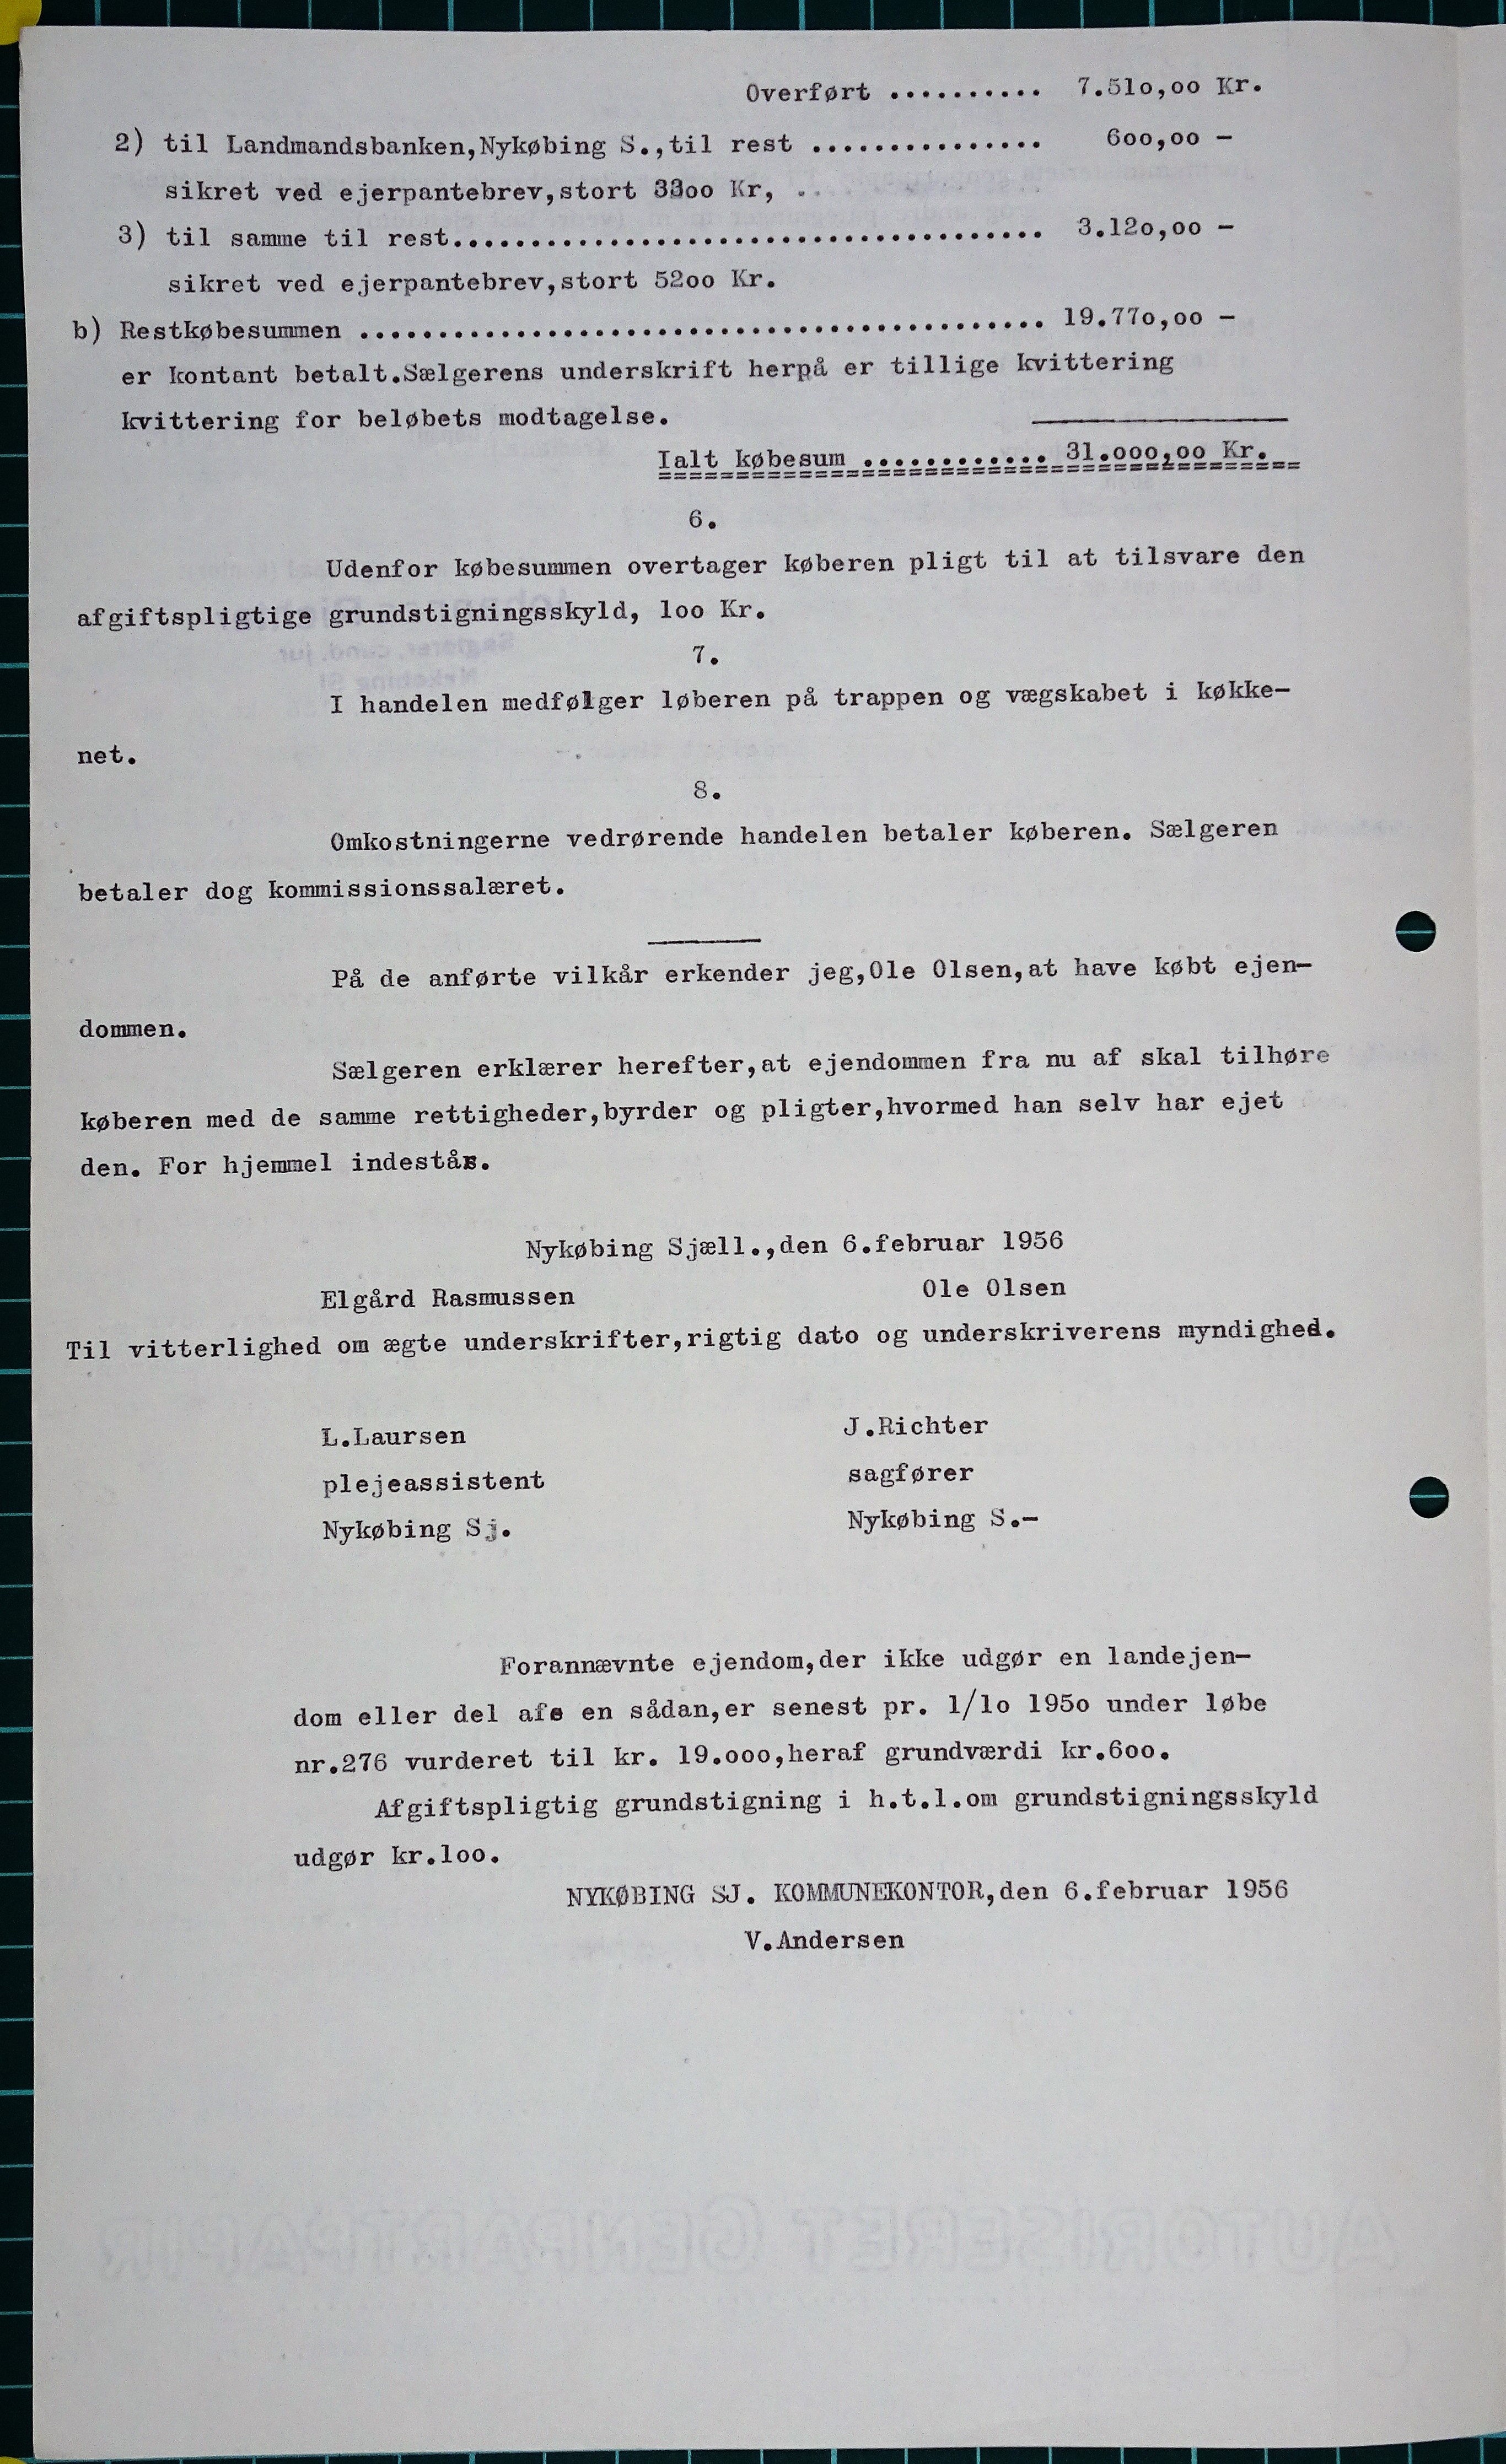 Overført .......... 7.51o,oo Kr.
2) til Landmandsbanken,Nykøbing S.,til rest ............... 6oo,oo -
sikret ved ejerpantebrev,stort 33oo Kr,
3) til samme til rest...................................... 3.12o,oo -
sikret ved ejerpantebrev,stort 52oo Kr.
b) Restkøbesummen ............................................ 19.77o,oo -
er kontant betalt.Sælgerens underskrift herpå er tillige kvittering
kvittering for beløbets modtagelse.
Ialt købesum ............ 31.ooo,oo Kr.
6.
Udenfor købesummen overtager køberen pligt til at tilsvare den
afgiftspligtige grundstigningsskyld, loo Kr.
7.
I handelen medfølger løberen på trappen og vægskabet i køkke-
net.
8.
Omkostningerne vedrørende handelen betaler køberen. Sælgeren
betaler dog kommissionssalæret.
På de anførte vilkår erkender jeg,Ole Olsen,at have købt ejen-
dommen.
Sælgeren erklærer herefter,at ejendommen fra nu af skal tilhøre
køberen med de samme rettigheder,byrder og pligter,hvormed han selv har ejet
den. For hjemmel indestås.
Nykøbing Sjæll.,den 6.februar 1956
Elgård Rasmussen Ole Olsen
Til vitterlighed om ægte underskrifter,rigtig dato og underskriverens myndighed.
L.Laursen J.Richter
plejeassistent sagfører
Nykøbing Sj. Nykøbing S.-
Forannævnte ejendom,der ikke udgør en landejen-
dom eller del af en sådan,er senest pr. 1/1o 195o under løbe
nr.276 vurderet til kr. 19.ooo,heraf grundværdi kr.6oo.
Afgiftspligtig grundstigning i h.t.l.om grundstigningsskyld
udgør kr.loo.
NYKØBING SJ. KOMMUNEKONTOR,den 6.februar 1956
V.Andersen
AUTORISERET GENPARTPAPIR